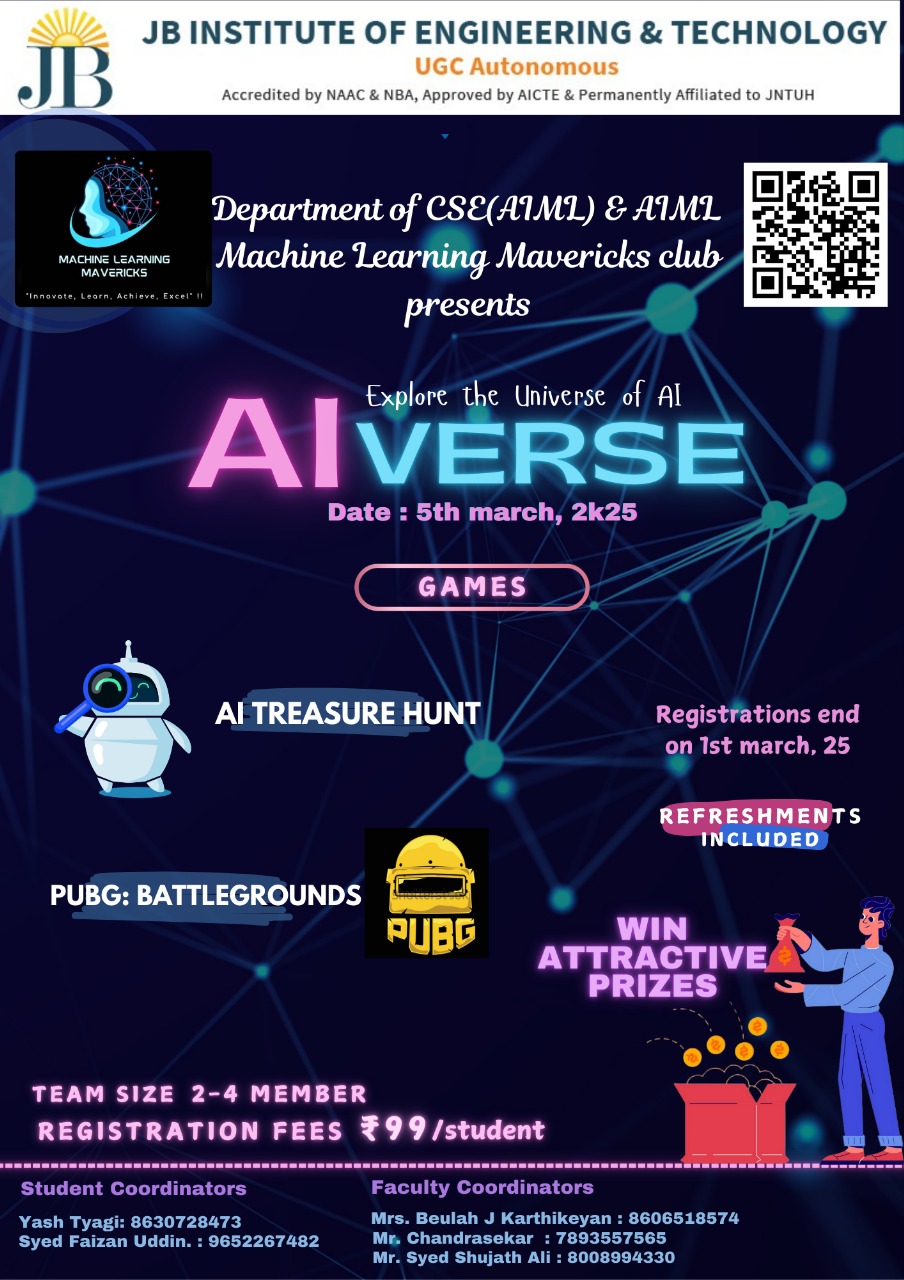 JB INSTITUTE OF ENGINEERING & TECHNOLOGY
UGC Autonomous
Accredited by NAAC & NBA, Approved by AICTE & Permanently Affiliated to JNTUH
JB
MACHINE LEARNING
MAVERICKS
"Innovate, Learn, Achieve, Excel" !!
Department of CSE(AIML) & AIML
Machine Learning Mavericks club
presents
Explore the Universe of AI
AI VERSE
Date : 5th march, 2k25
GAMES
AI TREASURE HUNT
Registrations end
on 1st march, 25
REFRESHMENTS
INCLUDED
PUBG: BATTLEGROUNDS
PUBG
WIN
ATTRACTIVE
PRIZES
TEAM SIZE 2-4 MEMBER
REGISTRATION FEES ₹99/student
Student Coordinators
Yash Tyagi: 8630728473
Syed Faizan Uddin. : 9652267482
Faculty Coordinators
Mrs. Beulah J Karthikeyan : 8606518574
Mr. Chandrasekar : 7893557565
Mr. Syed Shujath Ali : 8008994330